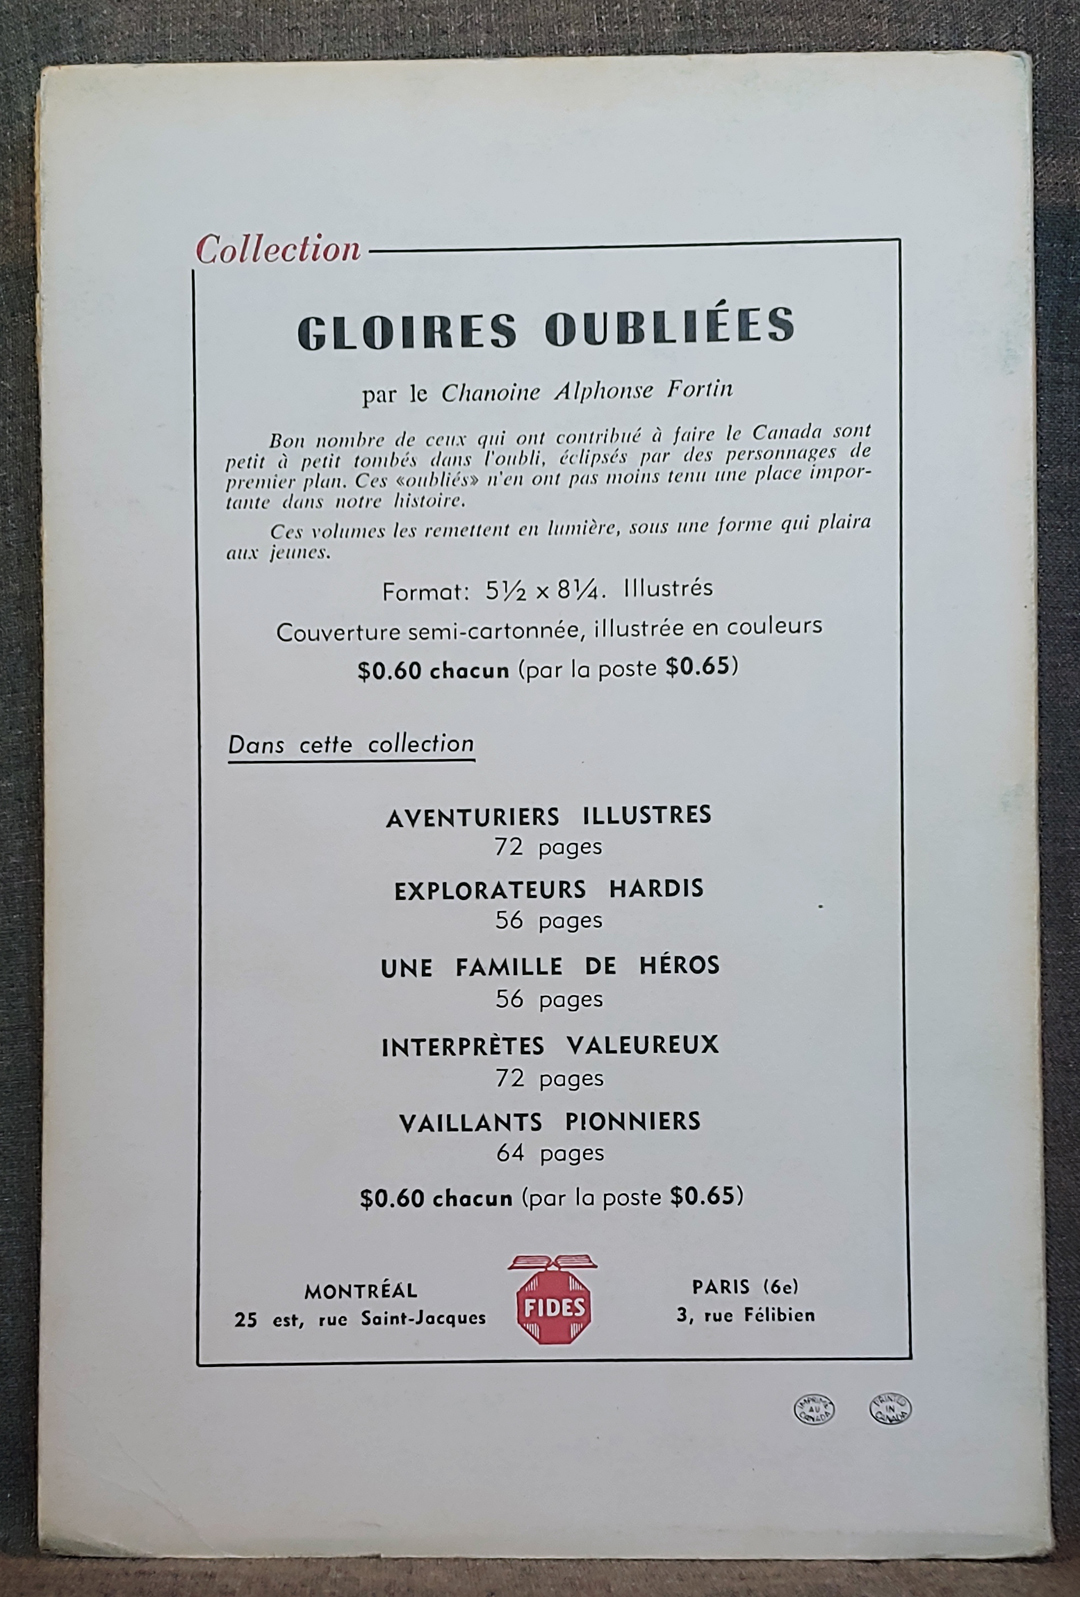 Collection
GLOIRES OUBLIÉES
par le Chanoine Alphonse Fortin
Bon nombre de ceux qui ont contribué à faire le Canada sont
petit à petit tombés dans l'oubli, éclipsés par des personnages de
premier plan. Ces «oubliés» n'en ont pas moins tenu une place impor-
tante dans notre histoire.
Ces volumes les remettent en lumière, sous une forme qui plaira
aux jeunes.
Format: 5½ x 8¼. Illustrés
Couverture semi-cartonnée, illustrée en couleurs
$0.60 chacun (par la poste $0.65)
Dans cette collection
AVENTURIERS ILLUSTRES
72 pages
EXPLORATEURS HARDIS
56 pages
UNE FAMILLE DE HÉROS
56 pages
INTERPRÈTES VALEUREUX
72 pages
VAILLANTS PIONNIERS
64 pages
$0.60 chacun (par la poste $0.65)
MONTRÉAL
25 est, rue Saint-Jacques
FIDES
PARIS (6e)
3, rue Félibien
IMPRIMÉ
AU
CANADA
PRINTED
IN
CANADA